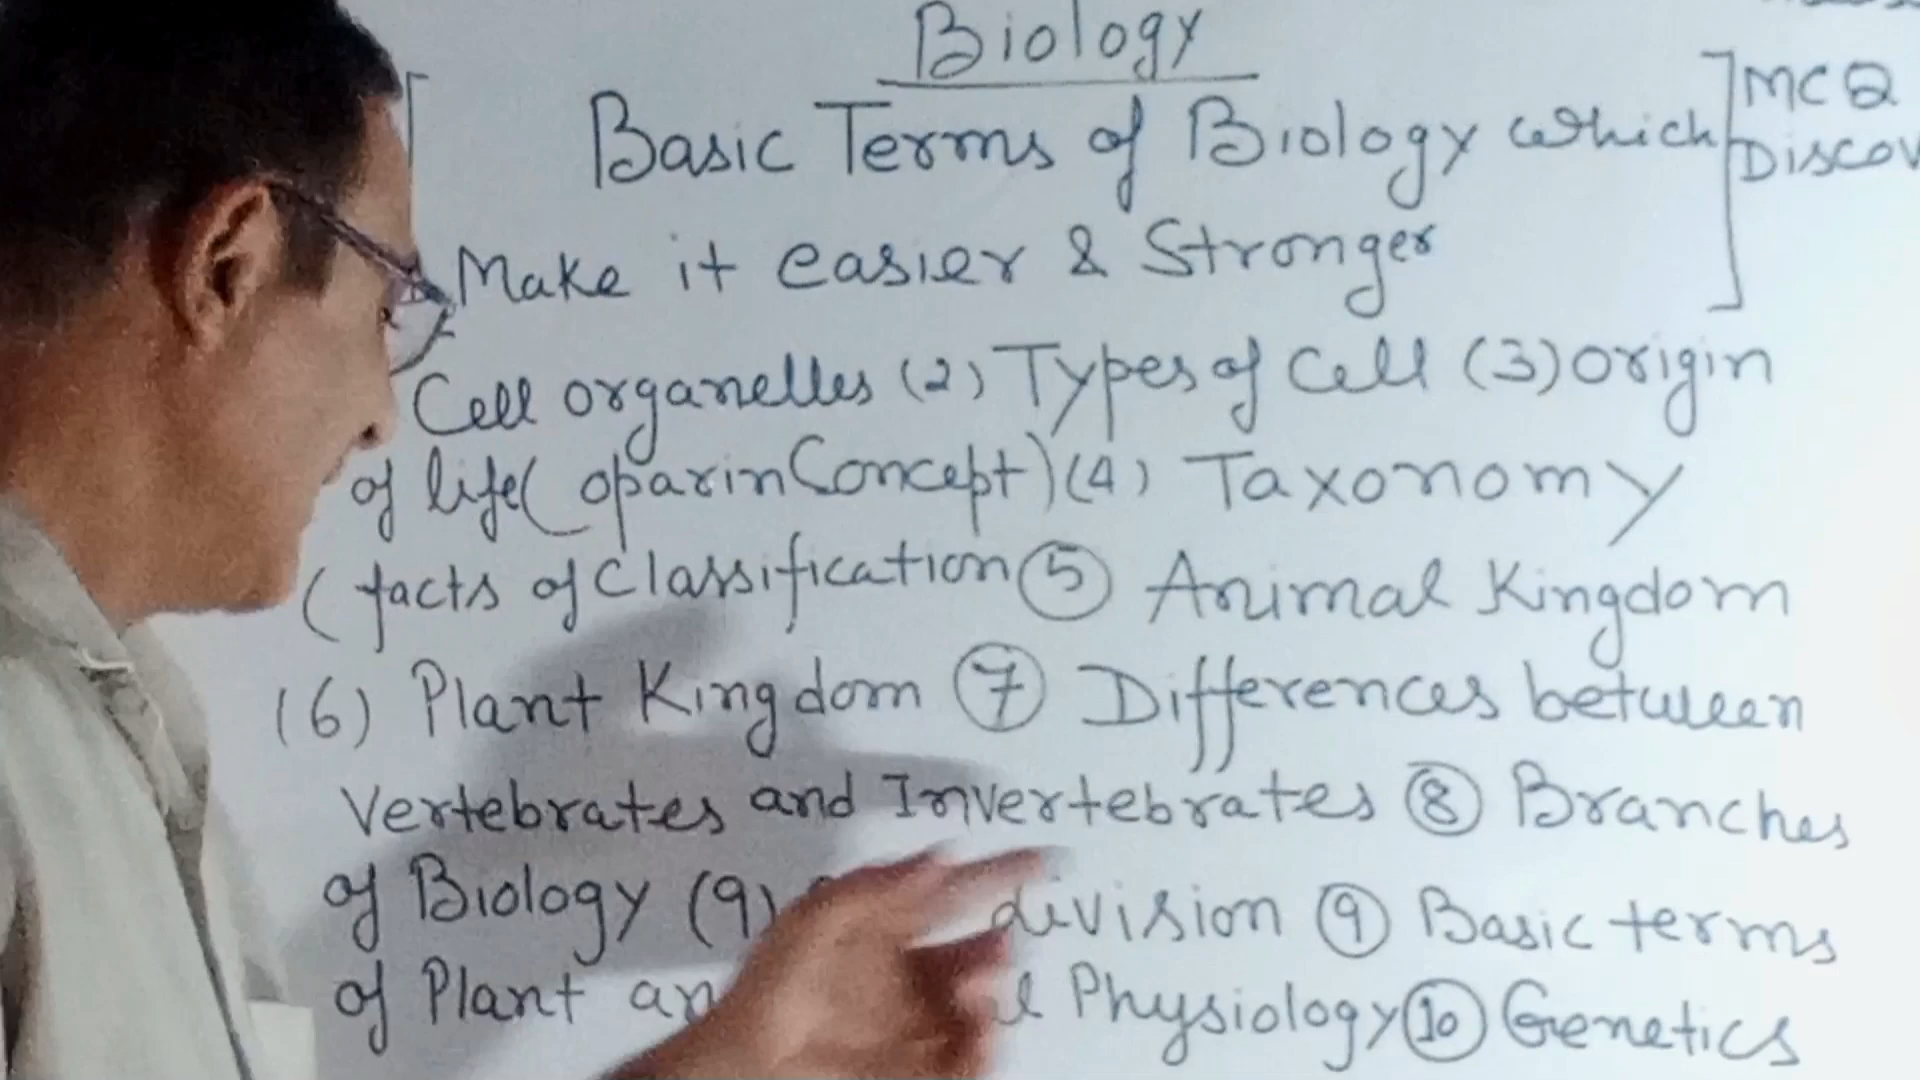 Biology
Basic Terms of Biology which
Make it easier & Stronger
MCQ
Cell organelles (2) Types of Cell (3) origin
of life (oparin Concept) (4) Taxonomy
(facts of Classification (5) Animal Kingdom
(6) Plant Kingdom (7) Differences between
Vertebrates and Invertebrates (8) Branches
of Biology (9) division (9) Basic terms
of Plant Physiology (10) Genetics